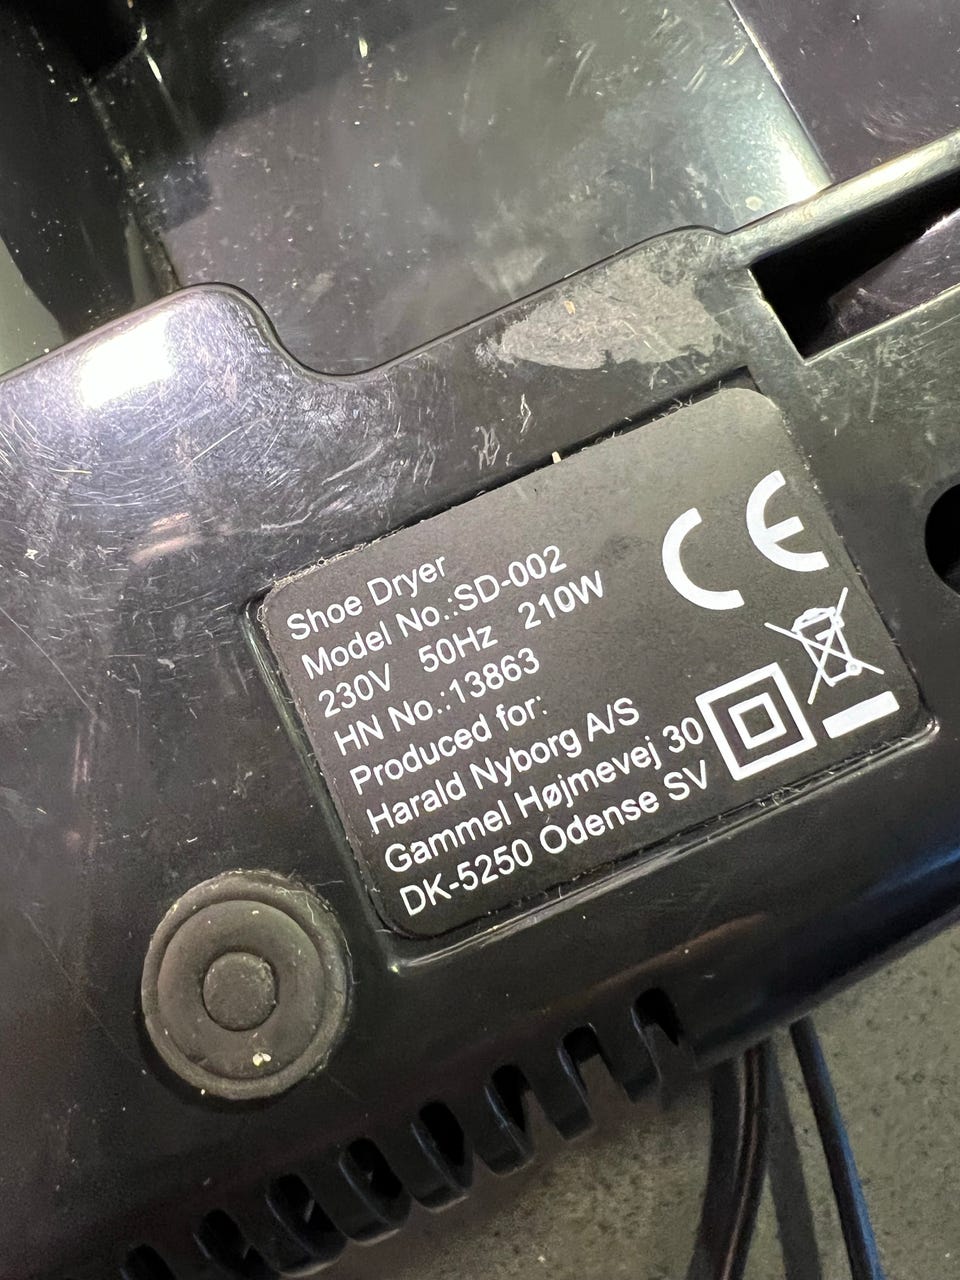 Shoe Dryer
Model No.:SD-002
230V 50Hz 210W
HN No.:13863
Produced for:
Harald Nyborg A/S
Gammel Højmevej 30
DK-5250 Odense SV
CE